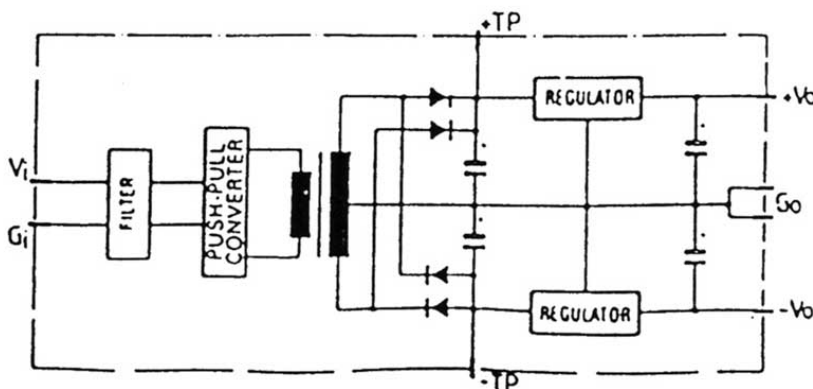 +TP
REGULATOR
+Vo
Vi
FILTER
PUSH-PULL
CONVERTER
Gi
Go
REGULATOR
-Vo
-TP